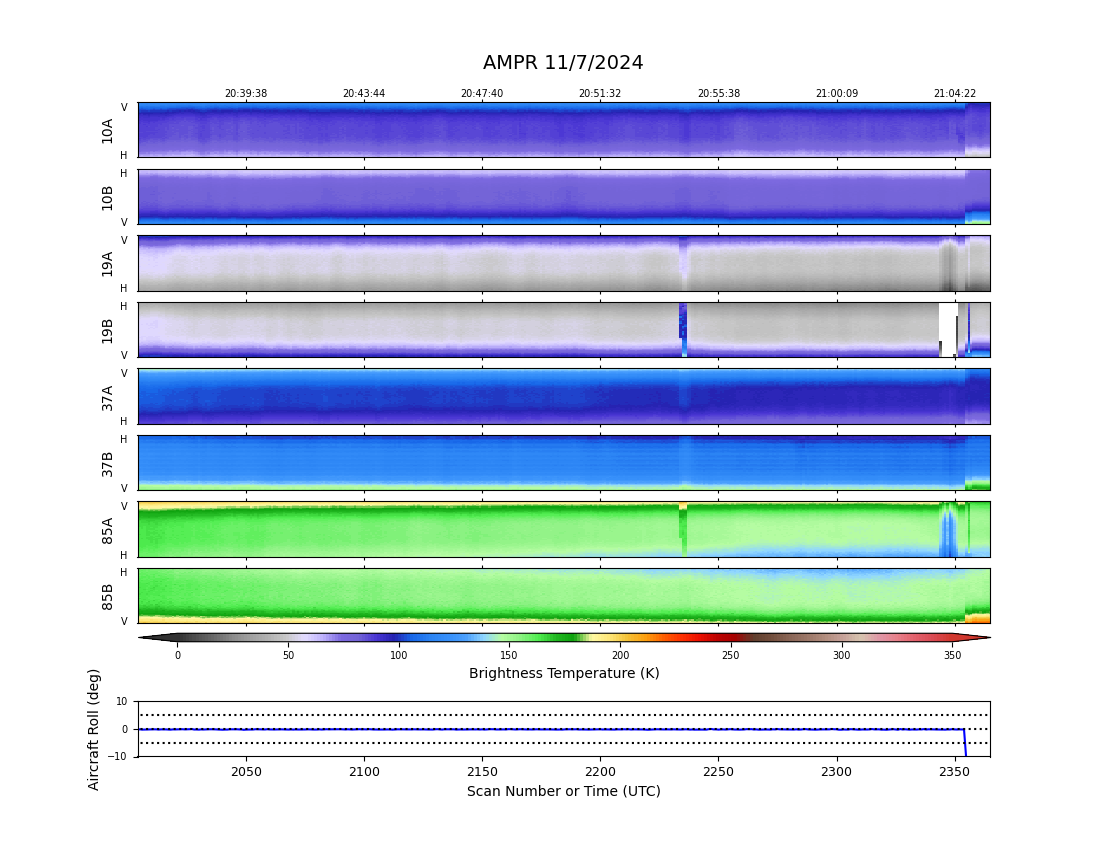 AMPR 11/7/2024
20:39:38 20:43:44 20:47:40 20:51:32 20:55:38 21:00:09 21:04:22
V
10A
H
H
10B
V
V
19A
H
H
19B
V
V
37A
H
H
37B
V
V
85A
H
H
85B
V
0 50 100 150 200 250 300 350
Brightness Temperature (K)
Aircraft Roll (deg)
10
0
−10
2050 2100 2150 2200 2250 2300 2350
Scan Number or Time (UTC)